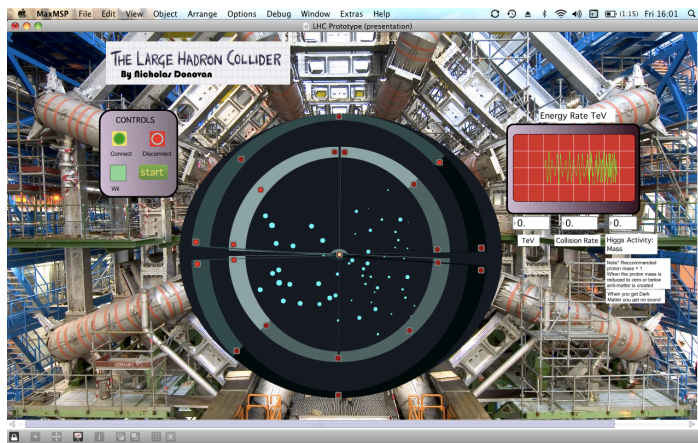 MaxMSP File Edit View Object Arrange Options Debug Window Extras Help (1:15) Fri 16:01
LHC Prototype (presentation)
THE LARGE HADRON COLLIDER
By Nicholas Donovan
CONTROLS
Connect Disconnect
start
Wii
Energy Rate TeV
0. 0. 0.
TeV Collision Rate Higgs Activity:
Mass
Note* Reccommended
proton mass = 1.
When the proton mass is
reduced to zero or below
anti-matter is created
When you get Dark
Matter you get no sound